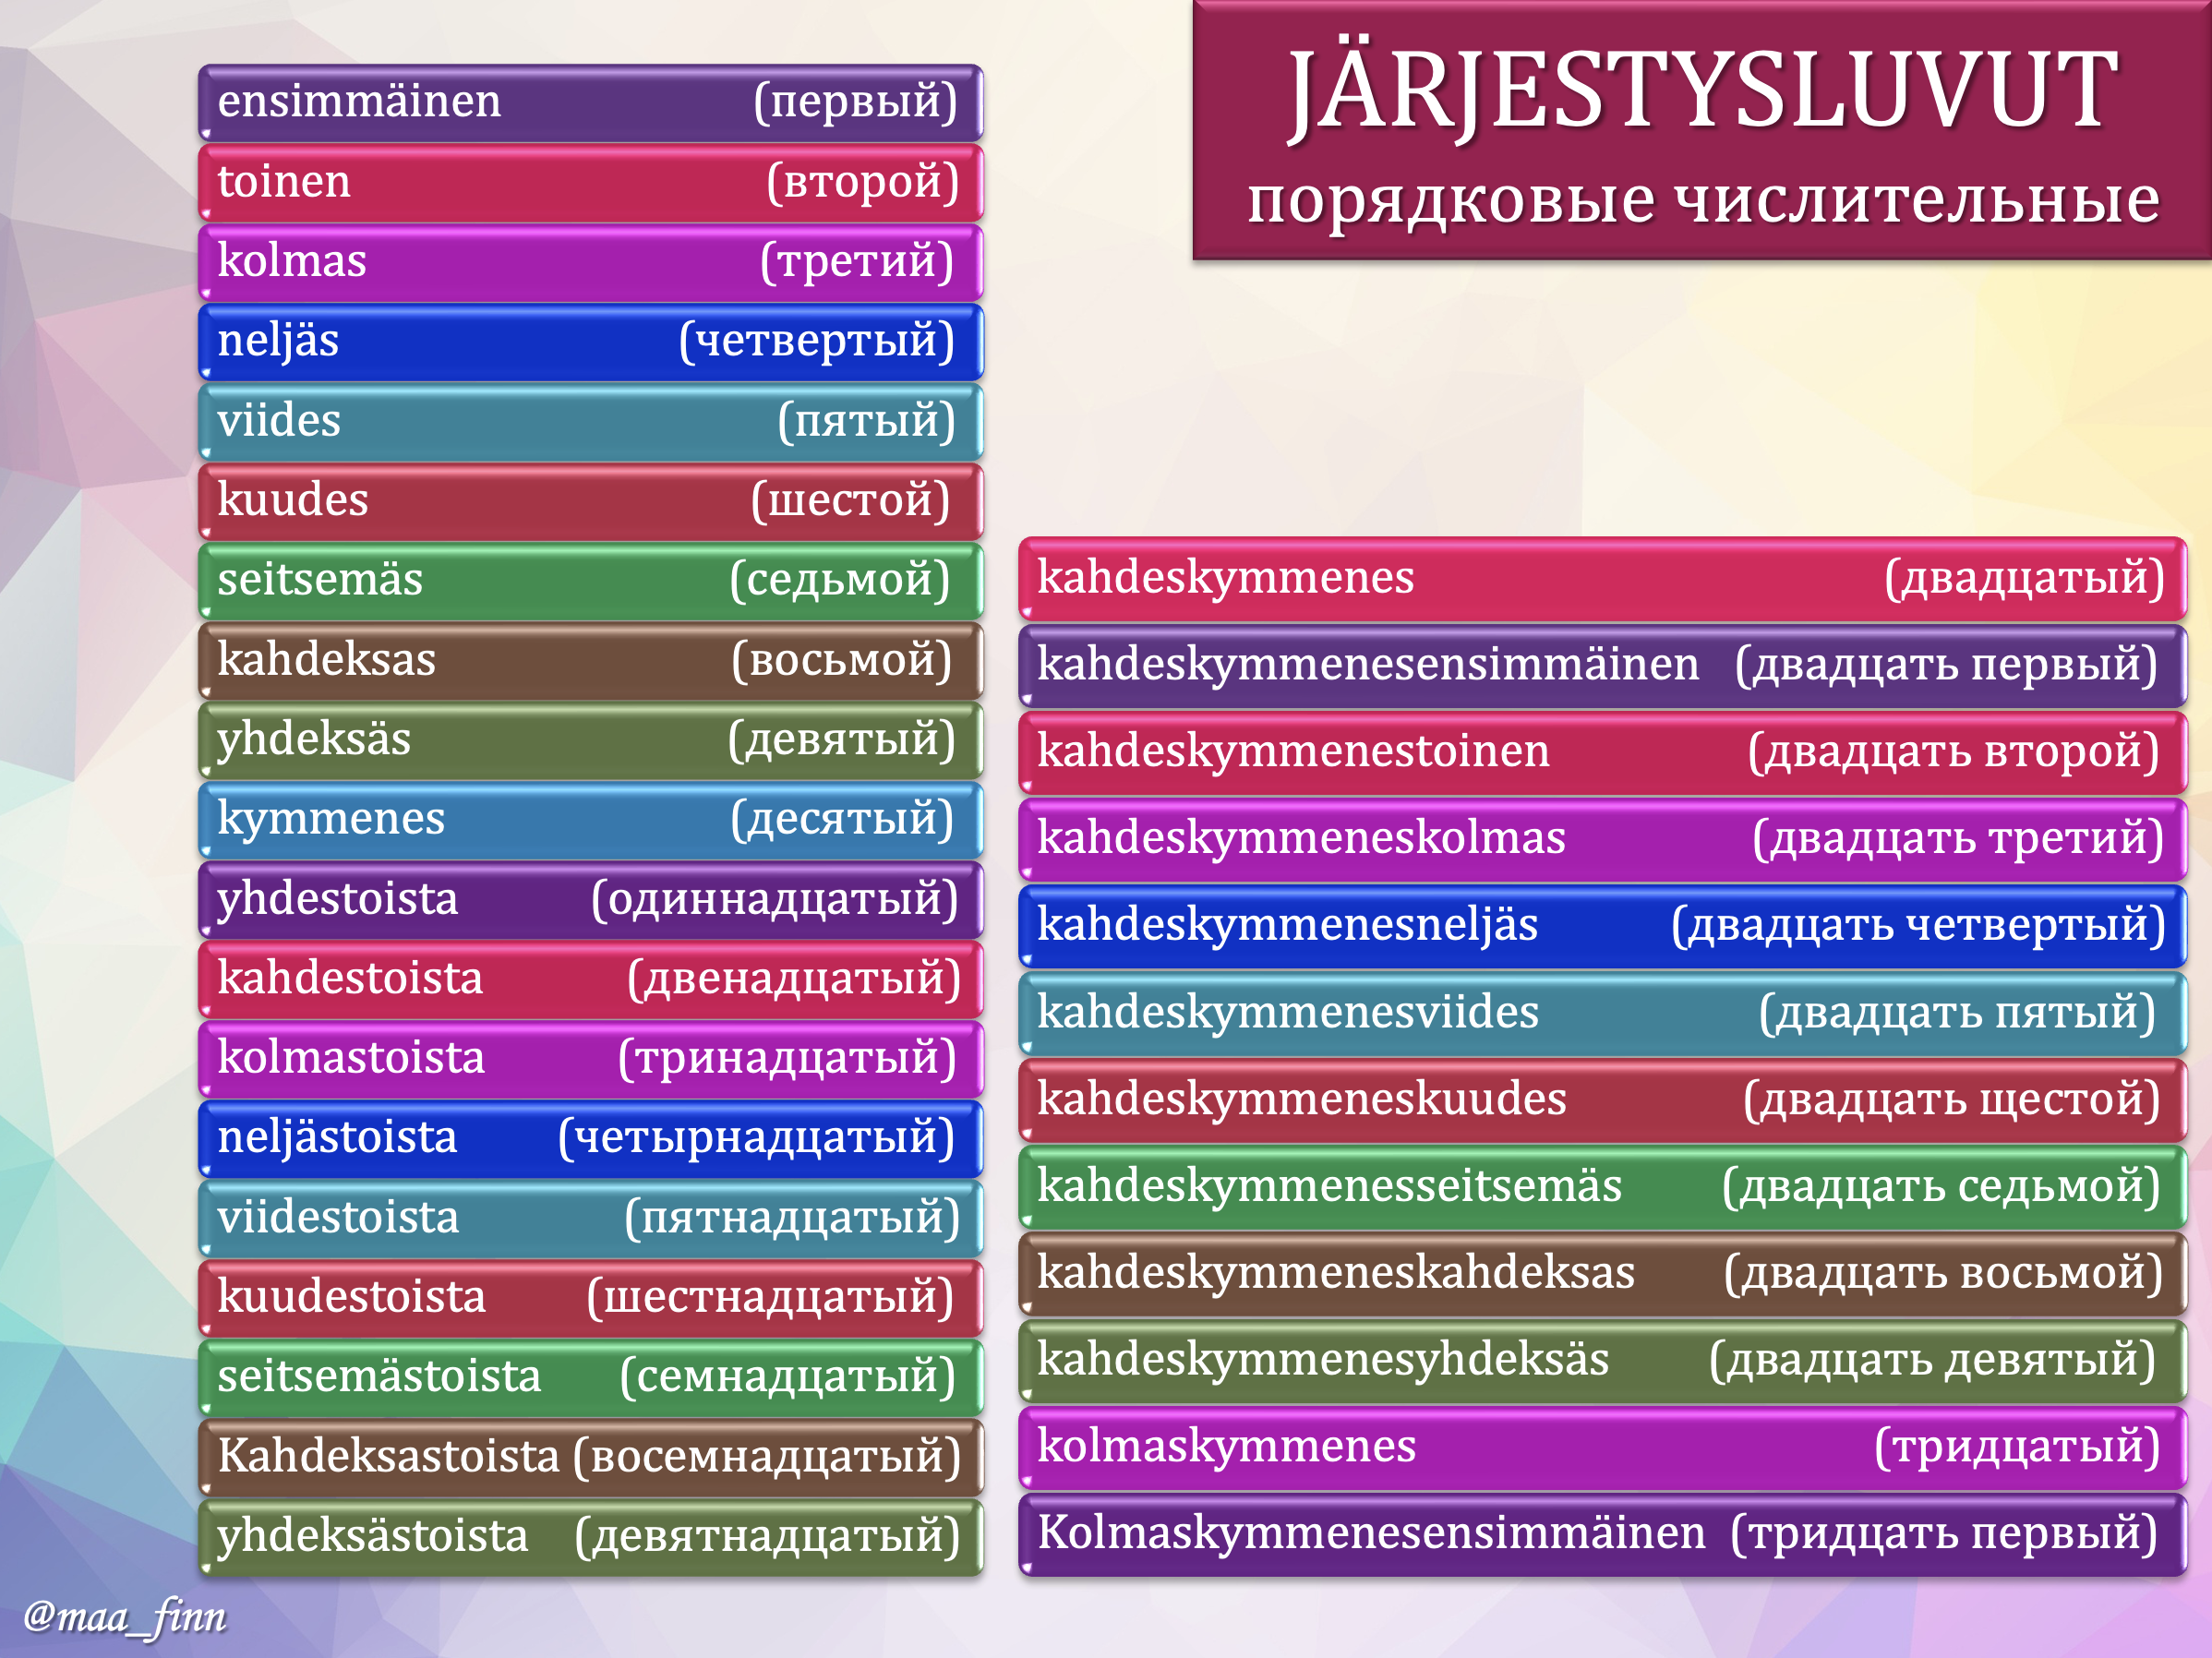 JÄRJESTYSLUVUT
порядковые числительные
ensimmäinen (первый)
toinen (второй)
kolmas (третий)
neljäs (четвертый)
viides (пятый)
kuudes (шестой)
seitsemäs (седьмой)
kahdeksas (восьмой)
yhdeksäs (девятый)
kymmenes (десятый)
yhdestoista (одиннадцатый)
kahdestoista (двенадцатый)
kolmastoista (тринадцатый)
neljästoista (четырнадцатый)
viidestoista (пятнадцатый)
kuudestoista (шестнадцатый)
seitsemästoista (семнадцатый)
Kahdeksastoista (восемнадцатый)
yhdeksästoista (девятнадцатый)
kahdeskymmenes (двадцатый)
kahdeskymmenesensimmäinen (двадцать первый)
kahdeskymmenestoinen (двадцать второй)
kahdeskymmeneskolmas (двадцать третий)
kahdeskymmenesneljäs (двадцать четвертый)
kahdeskymmenesviides (двадцать пятый)
kahdeskymmeneskuudes (двадцать щестой)
kahdeskymmenesseitsemäs (двадцать седьмой)
kahdeskymmeneskahdeksas (двадцать восьмой)
kahdeskymmenesyhdeksäs (двадцать девятый)
kolmaskymmenes (тридцатый)
Kolmaskymmenesensimmäinen (тридцать первый)
@maa_finn